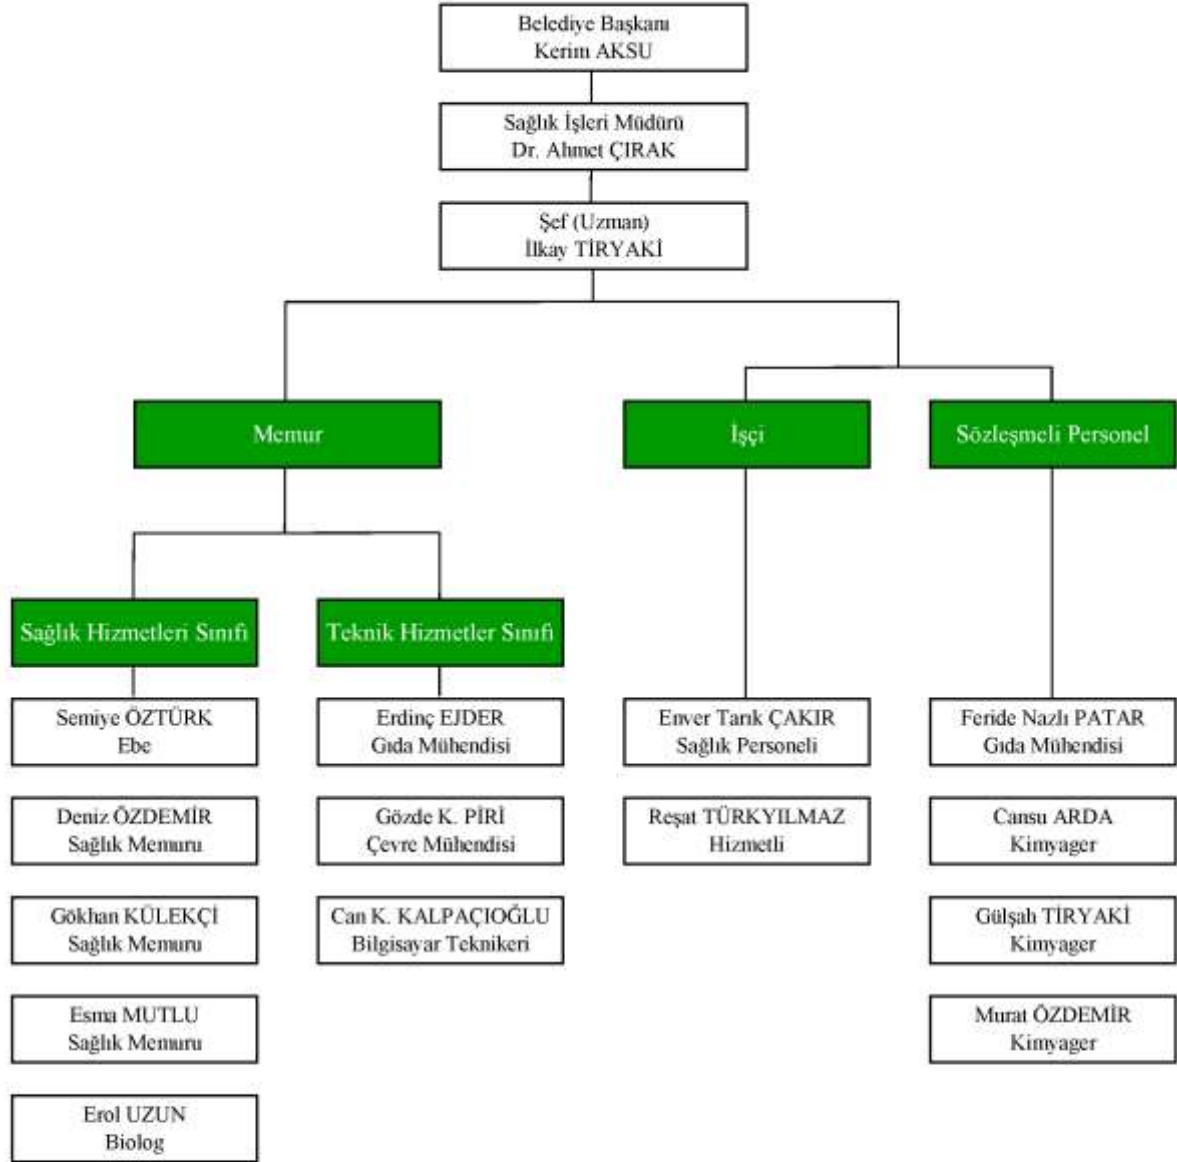 Belediye Başkanı
Kerim AKSU
Sağlık İşleri Müdürü
Dr. Ahmet ÇIRAK
Şef (Uzman)
İlkay TİRYAKİ
Memur
İşçi
Sözleşmeli Personel
Sağlık Hizmetleri Sınıfı
Teknik Hizmetler Sınıfı
Semiye ÖZTÜRK
Ebe
Deniz ÖZDEMİR
Sağlık Memuru
Gökhan KÜLEKÇİ
Sağlık Memuru
Esma MUTLU
Sağlık Memuru
Erol UZUN
Biolog
Erdinç EJDER
Gıda Mühendisi
Gözde K. PİRİ
Çevre Mühendisi
Can K. KALPAÇIOĞLU
Bilgisayar Teknikeri
Enver Tarık ÇAKIR
Sağlık Personeli
Reşat TÜRKYILMAZ
Hizmetli
Feride Nazlı PATAR
Gıda Mühendisi
Cansu ARDA
Kimyager
Gülşah TİRYAKİ
Kimyager
Murat ÖZDEMİR
Kimyager